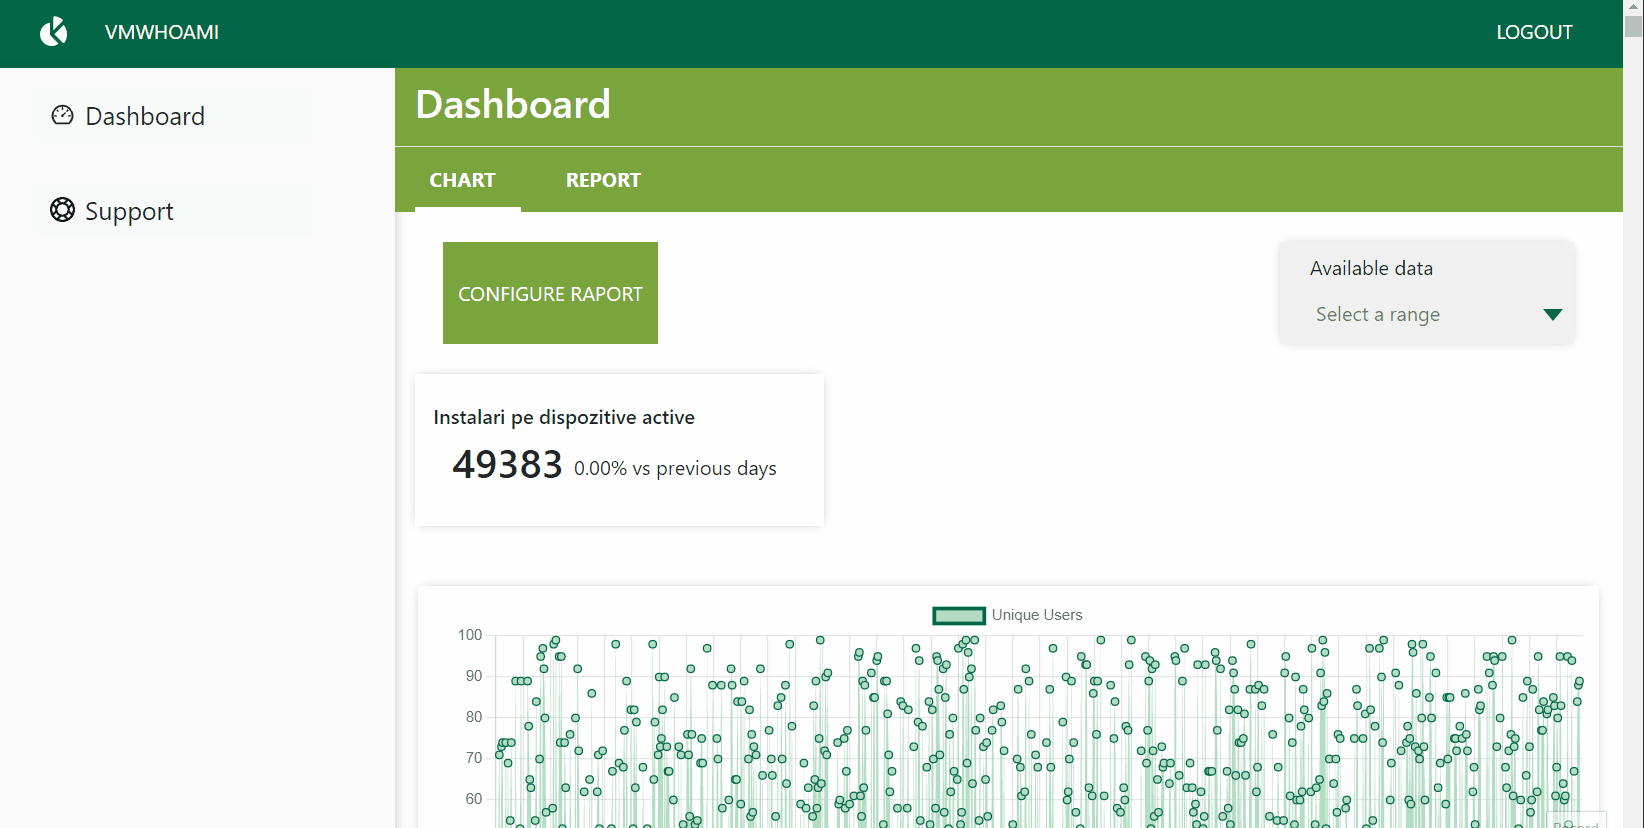 VMWHOAMI
LOGOUT
Dashboard
Support
Dashboard
CHART REPORT
CONFIGURE RAPORT
Available data
Select a range
Instalari pe dispozitive active
49383 0.00% vs previous days
Unique Users
100
90
80
70
60